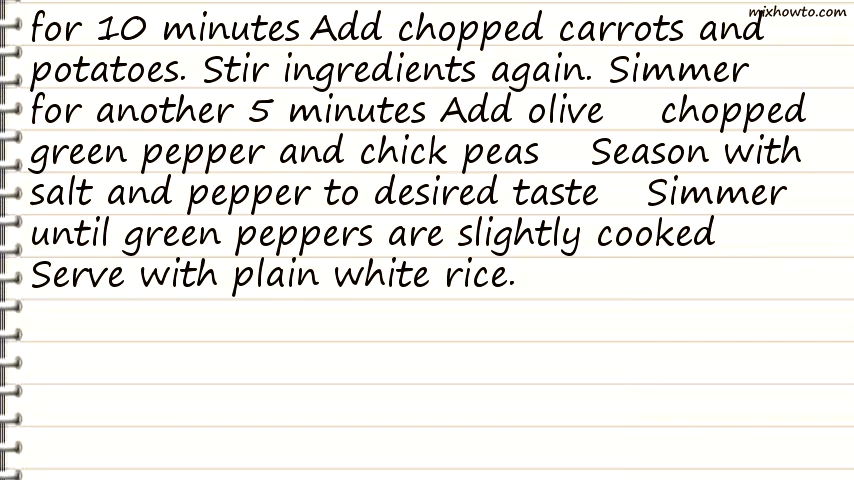 mixhowto.com
for 10 minutes Add chopped carrots and
potatoes. Stir ingredients again. Simmer
for another 5 minutes Add olive chopped
green pepper and chick peas Season with
salt and pepper to desired taste Simmer
until green peppers are slightly cooked
Serve with plain white rice.